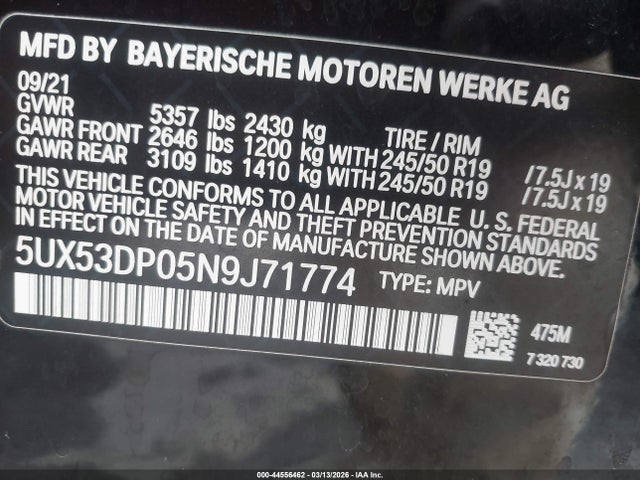 MFD BY BAYERISCHE MOTOREN WERKE AG
09/21
GVWR 5357 lbs 2430 kg TIRE / RIM
GAWR FRONT 2646 lbs 1200 kg WITH 245/50 R19 / 7.5J x 19
GAWR REAR 3109 lbs 1410 kg WITH 245/50 R19 / 7.5J x 19
THIS VEHICLE CONFORMS TO ALL APPLICABLE U. S. FEDERAL
MOTOR VEHICLE SAFETY AND THEFT PREVENTION STANDARDS
IN EFFECT ON THE DATE OF MANUFACTURE SHOWN ABOVE.
5UX53DP05N9J71774 TYPE: MPV
475M
7 320 730
000-44556462 | 03/13/2026 | IAA Inc.